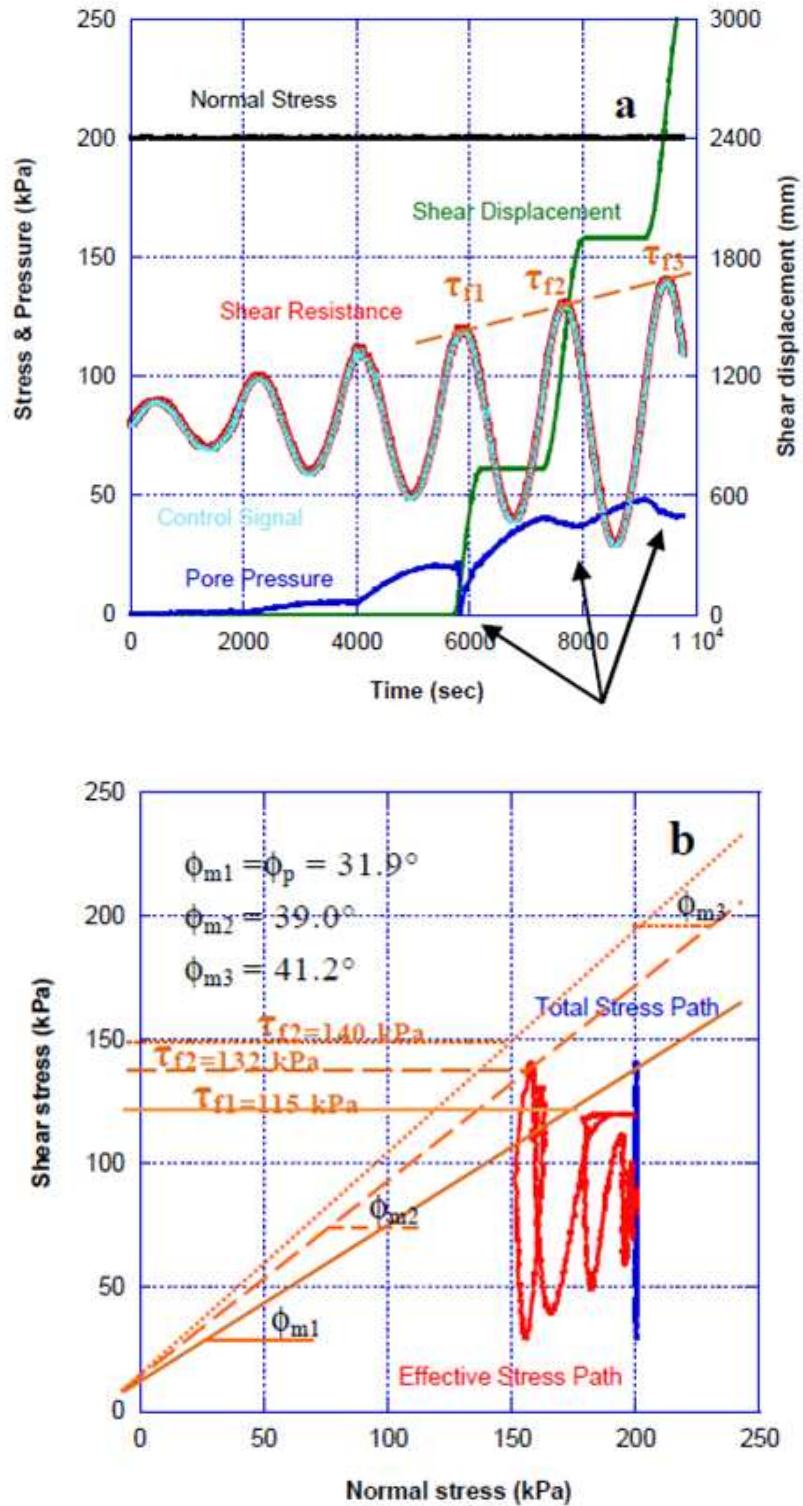 250
3000
Normal Stress
a
200
2400
Shear Displacement
150
1800
τf1
τf2
τf3
Shear Resistance
100
1200
50
600
Control Signal
Pore Pressure
0
0
0
2000
4000
6000
8000
1 10⁴
Stress & Pressure (kPa)
Shear displacement (mm)
Time (sec)
250
b
ϕm1 =ϕp = 31.9°
ϕm2 = 39.0°
ϕm3 = 41.2°
200
ϕm3
Total Stress Path
150
τf2=140 kPa
τf2=132 kPa
τf1=115 kPa
100
ϕm2
50
ϕm1
Effective Stress Path
0
0
50
100
150
200
250
Shear stress (kPa)
Normal stress (kPa)